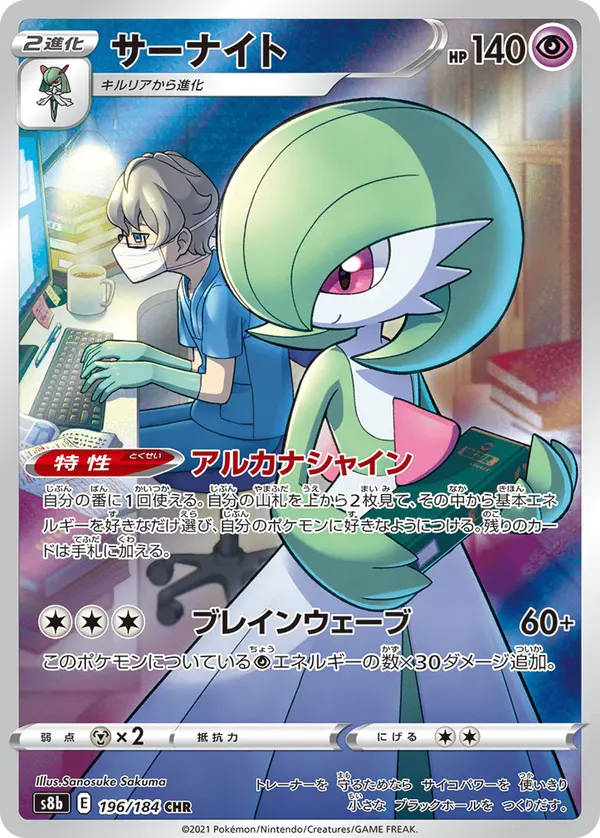 2進化
サーナイト
HP140
キルリアから進化
特性
とくせい
アルカナシャイン
自分の番に1回使える。自分の山札を上から2枚見て、その中から基本エネ
ルギーを好きなだけ選び、自分のポケモンに好きなようにつける。残りのカー
ドは手札に加える。
ブレインウェーブ 60+
このポケモンについている超エネルギーの数×30ダメージ追加。
弱点 ×2 抵抗力 にげる
Illus.Sanosuke Sakuma
トレーナーを 守るためなら サイコパワーを 使いきり
小さな ブラックホールを つくりだす。
s8b E 196/184 CHR
©2021 Pokémon/Nintendo/Creatures/GAME FREAK.